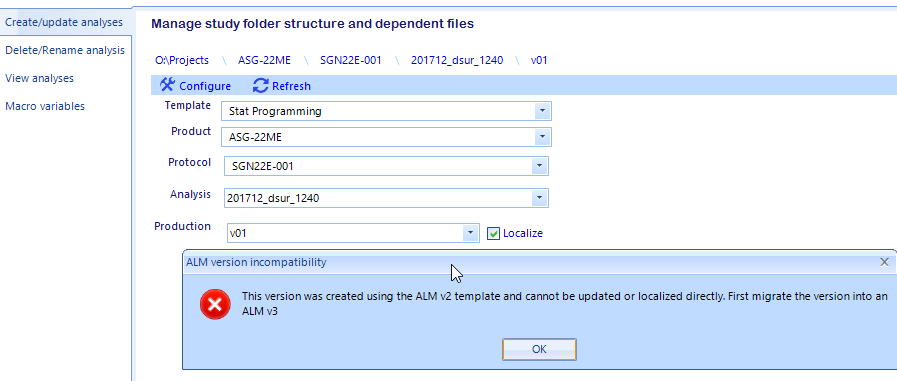 Create/update analyses
Delete/Rename analysis
View analyses
Macro variables
Manage study folder structure and dependent files
O:\Projects \ ASG-22ME \ SGN22E-001 \ 201712_dsur_1240 \ v01
Configure Refresh
Template Stat Programming
Product ASG-22ME
Protocol SGN22E-001
Analysis 201712_dsur_1240
Production v01 Localize
ALM version incompatibility
This version was created using the ALM v2 template and cannot be updated or localized directly. First migrate the version into an
ALM v3
OK